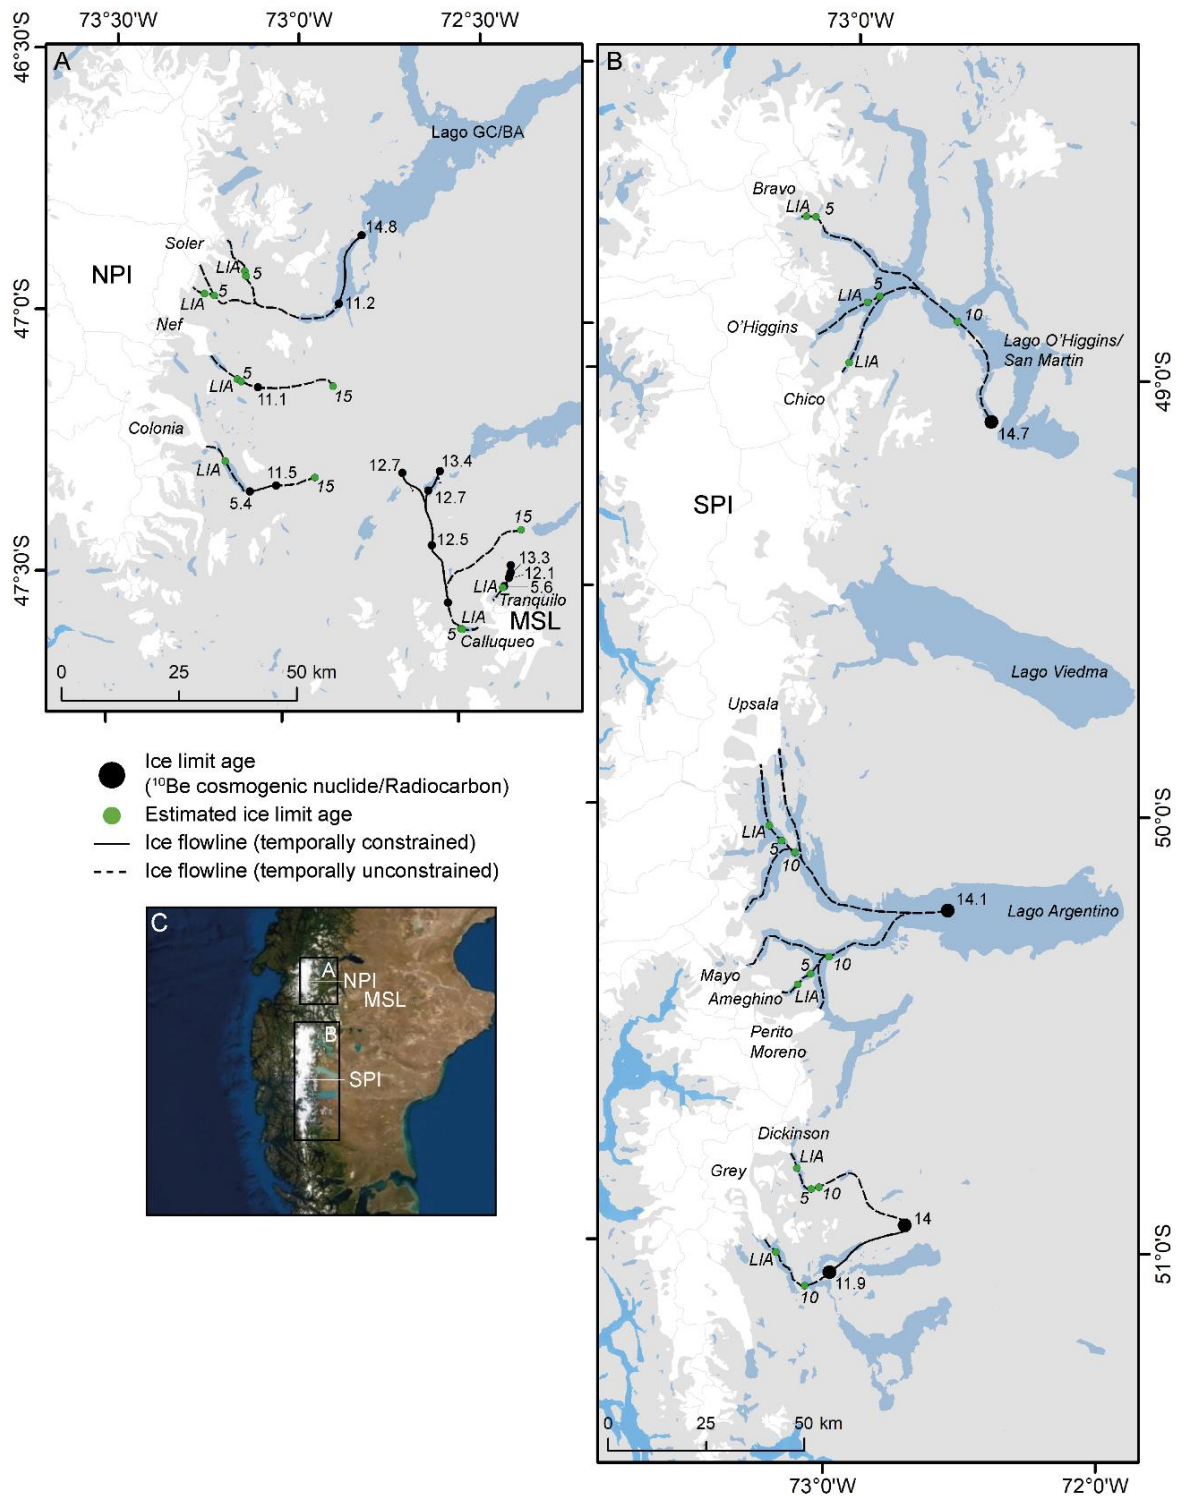 73°30'W
73°0'W
72°30'W
73°0'W
46°30'S
47°0'S
47°30'S
A
Lago GC/BA
Soler
14.8
NPI
LIA
5
LIA
5
11.2
Nef
5
LIA
11.1
15
Colonia
LIA
11.5
5.4
15
12.7
13.4
12.7
12.5
15
13.3
12.1
LIA
5.6
Tranquilo
LIA
MSL
5
Calluqueo
0
25
50 km
Ice limit age
(¹⁰Be cosmogenic nuclide/Radiocarbon)
Estimated ice limit age
Ice flowline (temporally constrained)
Ice flowline (temporally unconstrained)
C
A
NPI
MSL
B
SPI
B
Bravo
LIA
5
5
LIA
10
O'Higgins
Lago O'Higgins/
San Martin
LIA
Chico
14.7
49°0'S
SPI
Lago Viedma
Upsala
50°0'S
LIA
5
10
14.1
Lago Argentino
Mayo
5
10
Ameghino
LIA
Perito
Moreno
Dickinson
LIA
Grey
5
10
14
LIA
51°0'S
11.9
10
0
25
50 km
73°0'W
72°0'W